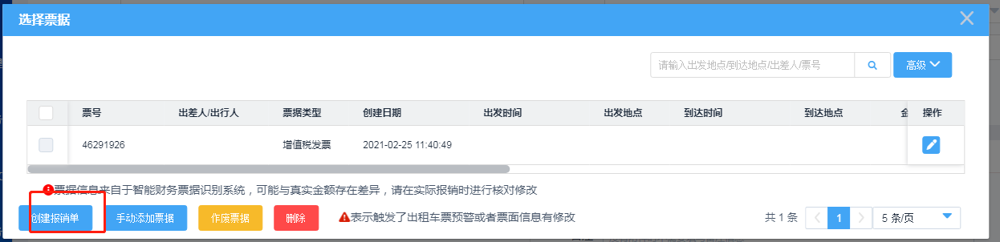 选择票据
请输入出发地点/到达地点/出差人/票号
高级
票号 出差人/出行人 票据类型 创建日期 出发时间 出发地点 到达时间 到达地点 操作
46291926 增值税发票 2021-02-25 11:40:49
票据信息来自于智能财务票据识别系统，可能与真实金额存在差异，请在实际报销时进行核对修改
创建报销单 手动添加票据 作废票据 删除 表示触发了出租车票预警或者票面信息有修改 共 1 条 1 5 条/页